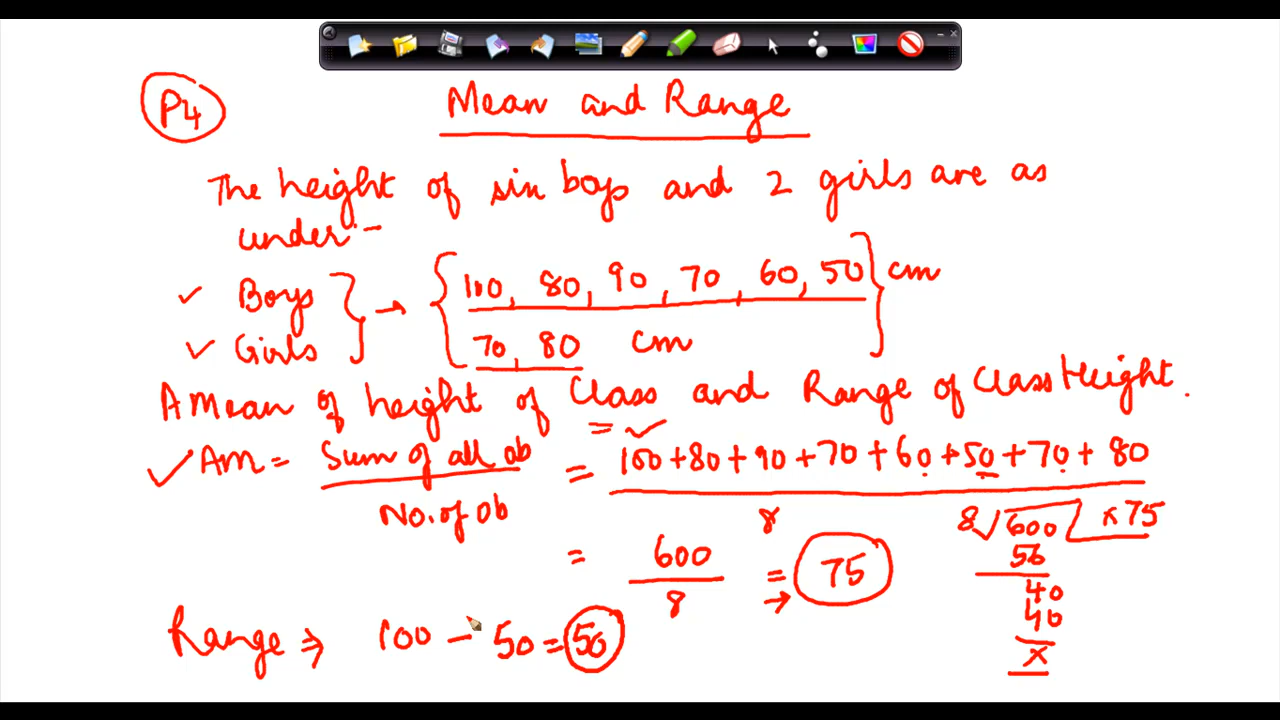 P4
Mean and Range
The height of six boys and 2 girls are as
under:-
Boys → { 100, 80, 90, 70, 60, 50 } cm
Girls 70, 80 cm
AMean of height of Class and Range of Class Height.
= ✓
✓ AM = Sum of all ob / No. of Ob = 100+80+90+70+60+50+70+80 / 8
8 √600 x75
= 600 / 8 = 75
→
56
40
40
x
Range ⇒ 100 - 50 = 50